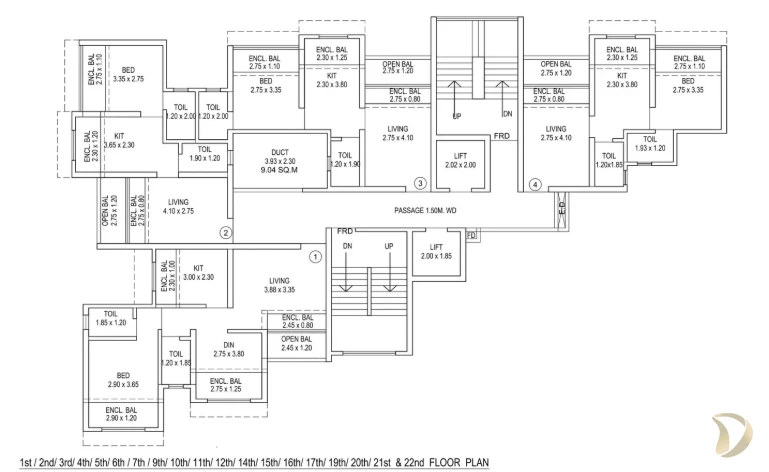 ENCL. BAL
2.75 x 1.10
BED
3.35 x 2.75
TOIL
1.20 x 2.00
TOIL
1.20 x 2.00
KIT
3.65 x 2.30
ENCL. BAL
2.30 x 1.20
TOIL
1.90 x 1.20
OPEN BAL
2.75 x 1.20
ENCL. BAL
2.75 x 0.80
LIVING
4.10 x 2.75
2
ENCL. BAL
2.75 x 1.10
BED
2.75 x 3.35
ENCL. BAL
2.30 x 1.25
KIT
2.30 x 3.80
OPEN BAL
2.75 x 1.20
ENCL. BAL
2.75 x 0.80
LIVING
2.75 x 4.10
DUCT
3.93 x 2.30
9.04 SQ.M
TOIL
1.20 x 1.90
3
UP
DN
FRD
LIFT
2.02 x 2.00
OPEN BAL
2.75 x 1.20
ENCL. BAL
2.75 x 0.80
LIVING
2.75 x 4.10
ENCL. BAL
2.30 x 1.25
KIT
2.30 x 3.80
ENCL. BAL
2.75 x 1.10
BED
2.75 x 3.35
TOIL
1.93 x 1.20
TOIL
1.20x1.85
4
PASSAGE 1.50M. WD
E.D
FD
FRD
DN
UP
LIFT
2.00 x 1.85
1
ENCL. BAL
2.30 x 1.00
KIT
3.00 x 2.30
LIVING
3.88 x 3.35
ENCL. BAL
2.45 x 0.80
OPEN BAL
2.45 x 1.20
TOIL
1.85 x 1.20
TOIL
1.20 x 1.85
DIN
2.75 x 3.80
ENCL. BAL
2.75 x 1.25
BED
2.90 x 3.65
ENCL. BAL
2.90 x 1.20
1st / 2nd/ 3rd/ 4th/ 5th/ 6th / 7th / 9th/ 10th/ 11th/ 12th/ 14th/ 15th/ 16th/ 17th/ 19th/ 20th/ 21st & 22nd FLOOR PLAN